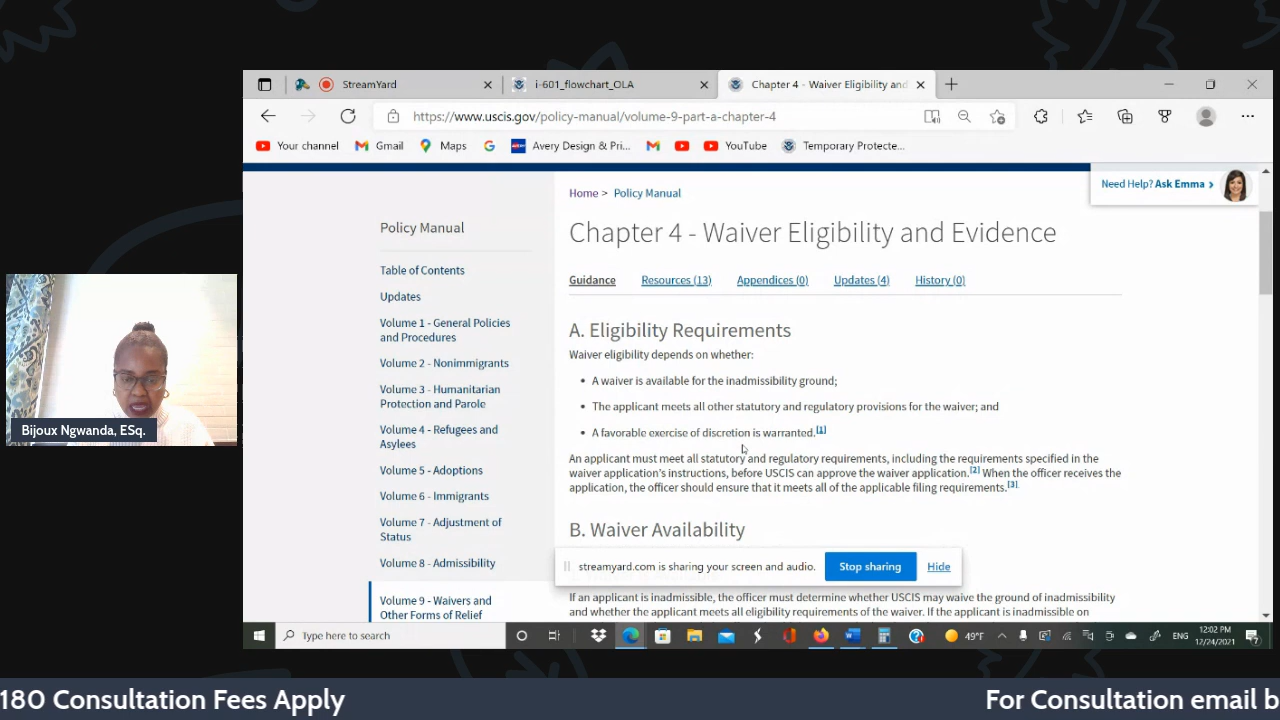 StreamYard
i-601_flowchart_OLA
Chapter 4 - Waiver Eligibility and
https://www.uscis.gov/policy-manual/volume-9-part-a-chapter-4
Your channel
Gmail
Maps
Avery Design & Pri...
YouTube
Temporary Protecte...
Need Help? Ask Emma
Home > Policy Manual
Policy Manual
Table of Contents
Updates
Volume 1 - General Policies
and Procedures
Volume 2 - Nonimmigrants
Volume 3 - Humanitarian
Protection and Parole
Volume 4 - Refugees and
Asylees
Volume 5 - Adoptions
Volume 6 - Immigrants
Volume 7 - Adjustment of
Status
Volume 8 - Admissibility
Volume 9 - Waivers and
Other Forms of Relief
Chapter 4 - Waiver Eligibility and Evidence
Guidance Resources (13) Appendices (0) Updates (4) History (0)
A. Eligibility Requirements
Waiver eligibility depends on whether:
• A waiver is available for the inadmissibility ground;
• The applicant meets all other statutory and regulatory provisions for the waiver; and
• A favorable exercise of discretion is warranted.[1]
An applicant must meet all statutory and regulatory requirements, including the requirements specified in the
waiver application's instructions, before USCIS can approve the waiver application.[2] When the officer receives the
application, the officer should ensure that it meets all of the applicable filing requirements.[3]
B. Waiver Availability
streamyard.com is sharing your screen and audio. Stop sharing Hide
If an applicant is inadmissible, the officer must determine whether USCIS may waive the ground of inadmissibility
and whether the applicant meets all eligibility requirements of the waiver. If the applicant is inadmissible on
Bijoux Ngwanda, ESq.
Type here to search
49°F
ENG
12:02 PM
12/24/2021
180 Consultation Fees Apply
For Consultation email b